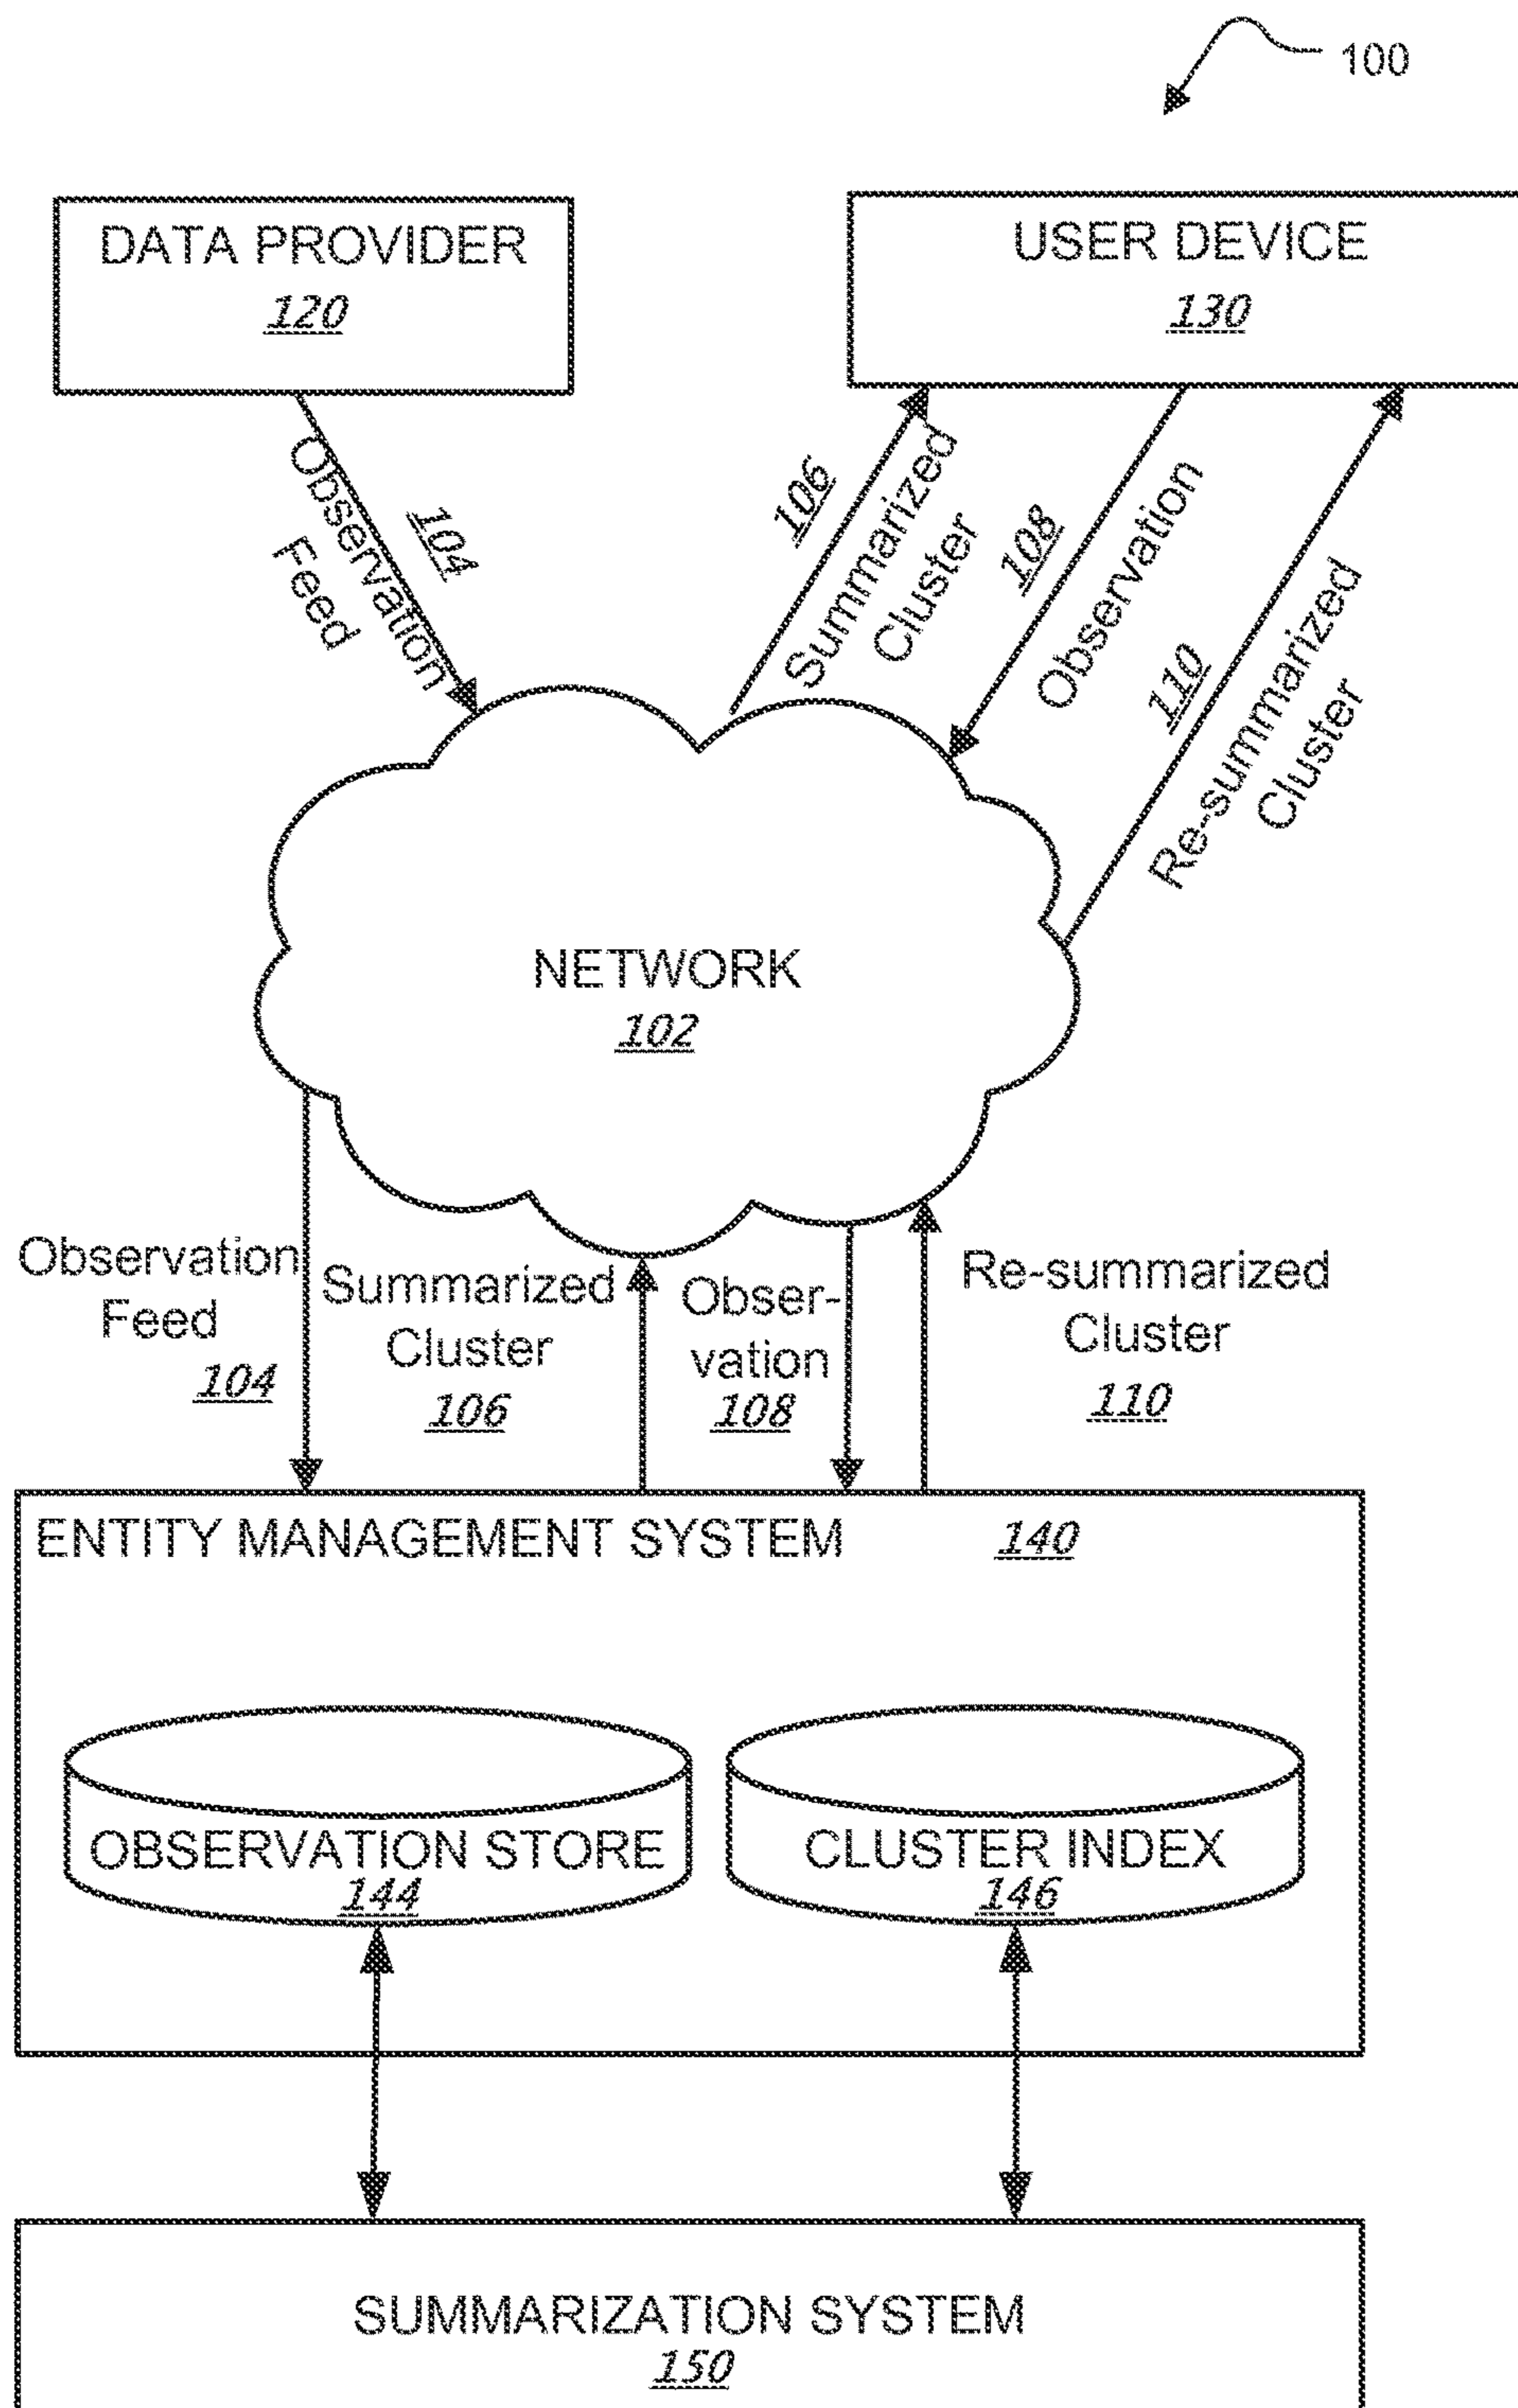 100
DATA PROVIDER
120
USER DEVICE
130
Observation
Feed
104
106
Summarized
Cluster
108
Observation
110
Re-summarized
Cluster
NETWORK
102
Observation
Feed
104
Summarized
Cluster
106
Obser-
vation
108
Re-summarized
Cluster
110
ENTITY MANAGEMENT SYSTEM 140
OBSERVATION STORE
144
CLUSTER INDEX
146
SUMMARIZATION SYSTEM
150